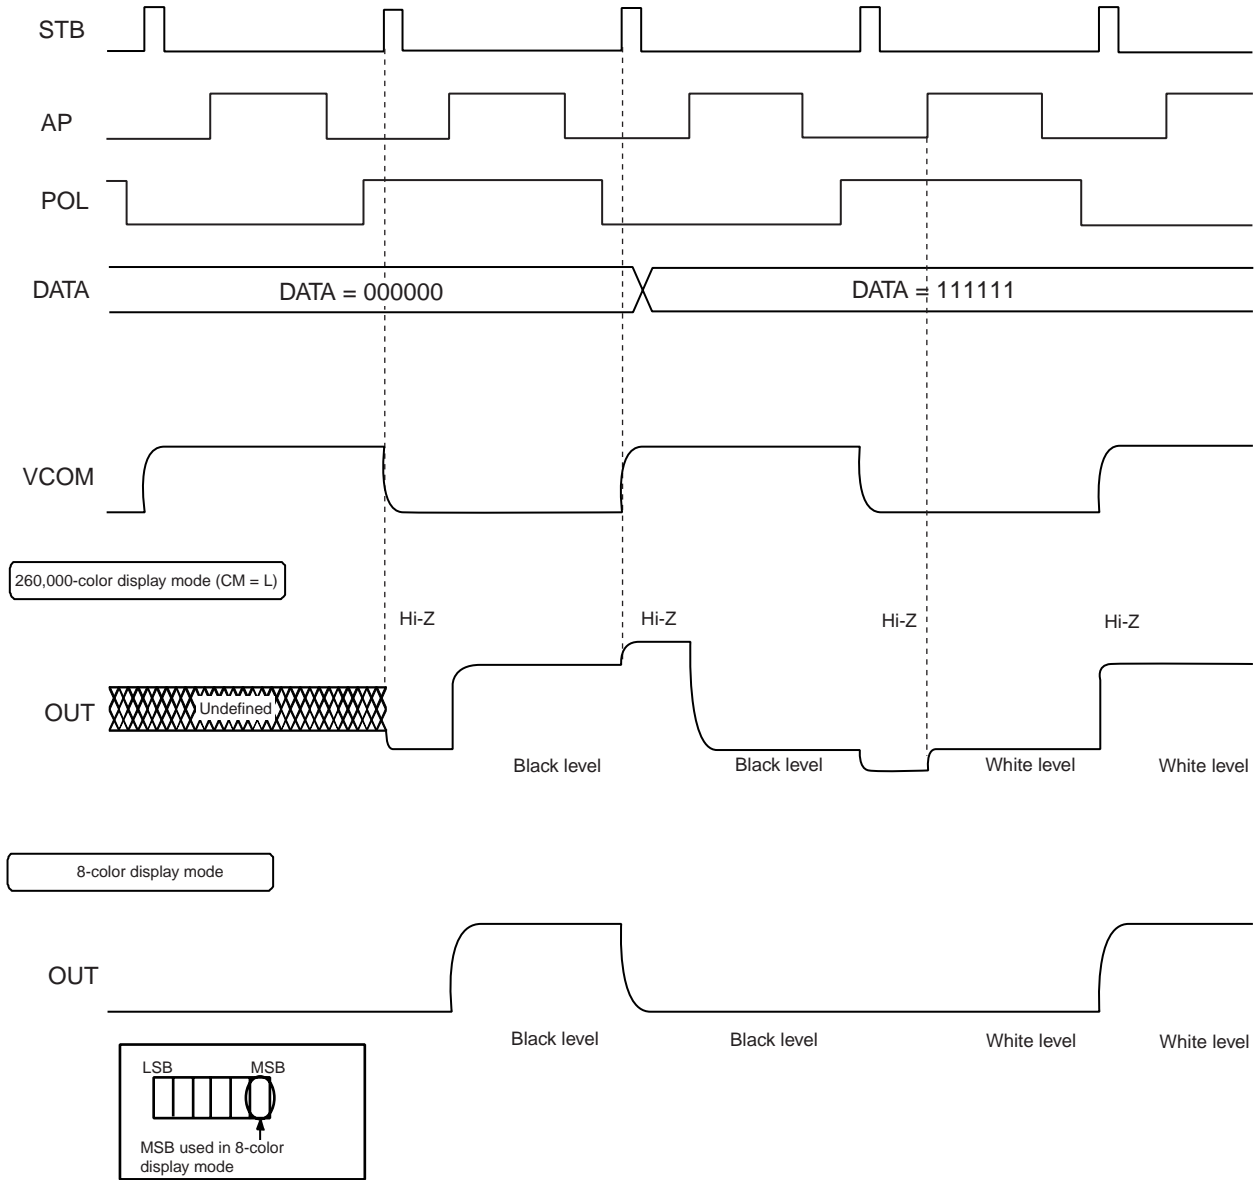 STB
AP
POL
DATA
DATA = 000000
DATA = 111111
VCOM
260,000-color display mode (CM = L)
Hi-Z
Hi-Z
Hi-Z
Hi-Z
OUT
Undefined
Black level
Black level
White level
White level
8-color display mode
OUT
Black level
Black level
White level
White level
LSB
MSB
MSB used in 8-color
display mode